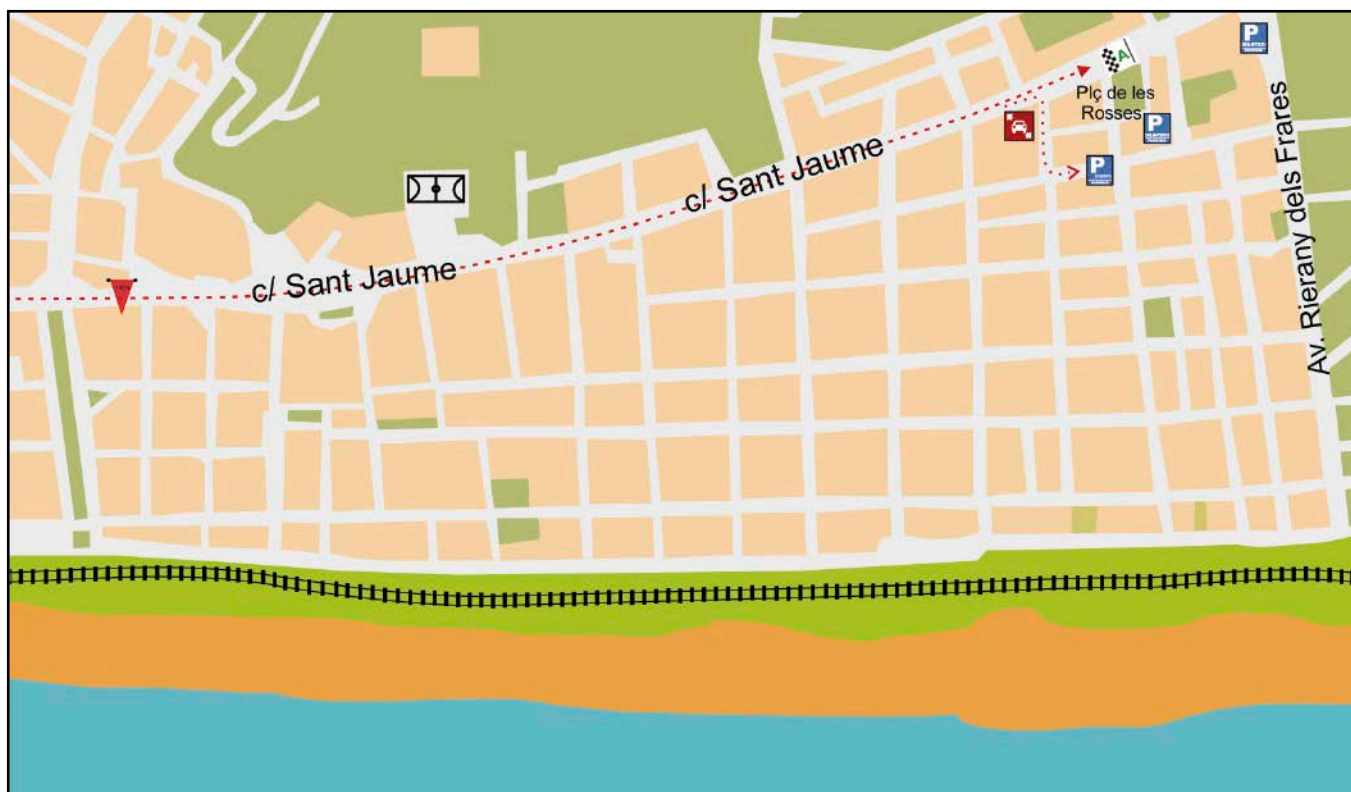 P
A
Plç de les
Rosses
P
P
c/ Sant Jaume
c/ Sant Jaume
Av. Rierany dels Frares